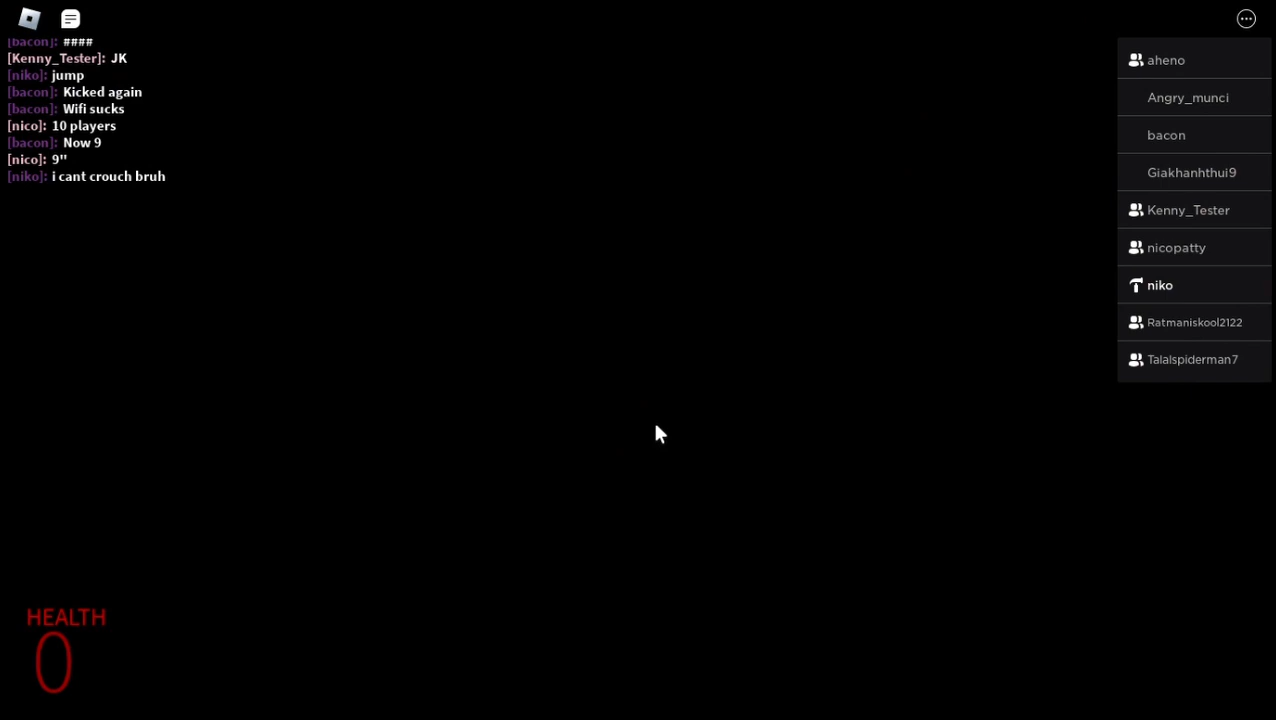 [bacon]: ####
[Kenny_Tester]: JK
[niko]: jump
[bacon]: Kicked again
[bacon]: Wifi sucks
[nico]: 10 players
[bacon]: Now 9
[nico]: 9"
[niko]: i cant crouch bruh
aheno
Angry_munci
bacon
Giakhanhthui9
Kenny_Tester
nicopatty
niko
Ratmaniskool2122
Talalspiderman7
HEALTH
0